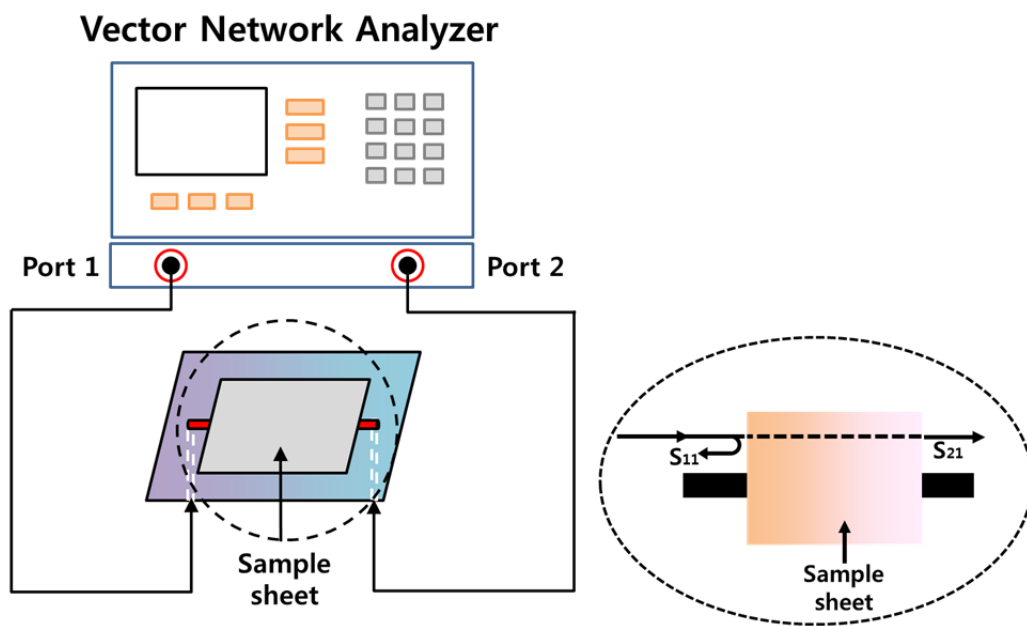 Vector Network Analyzer
Port 1
Port 2
Sample
sheet
S11
S21
Sample
sheet